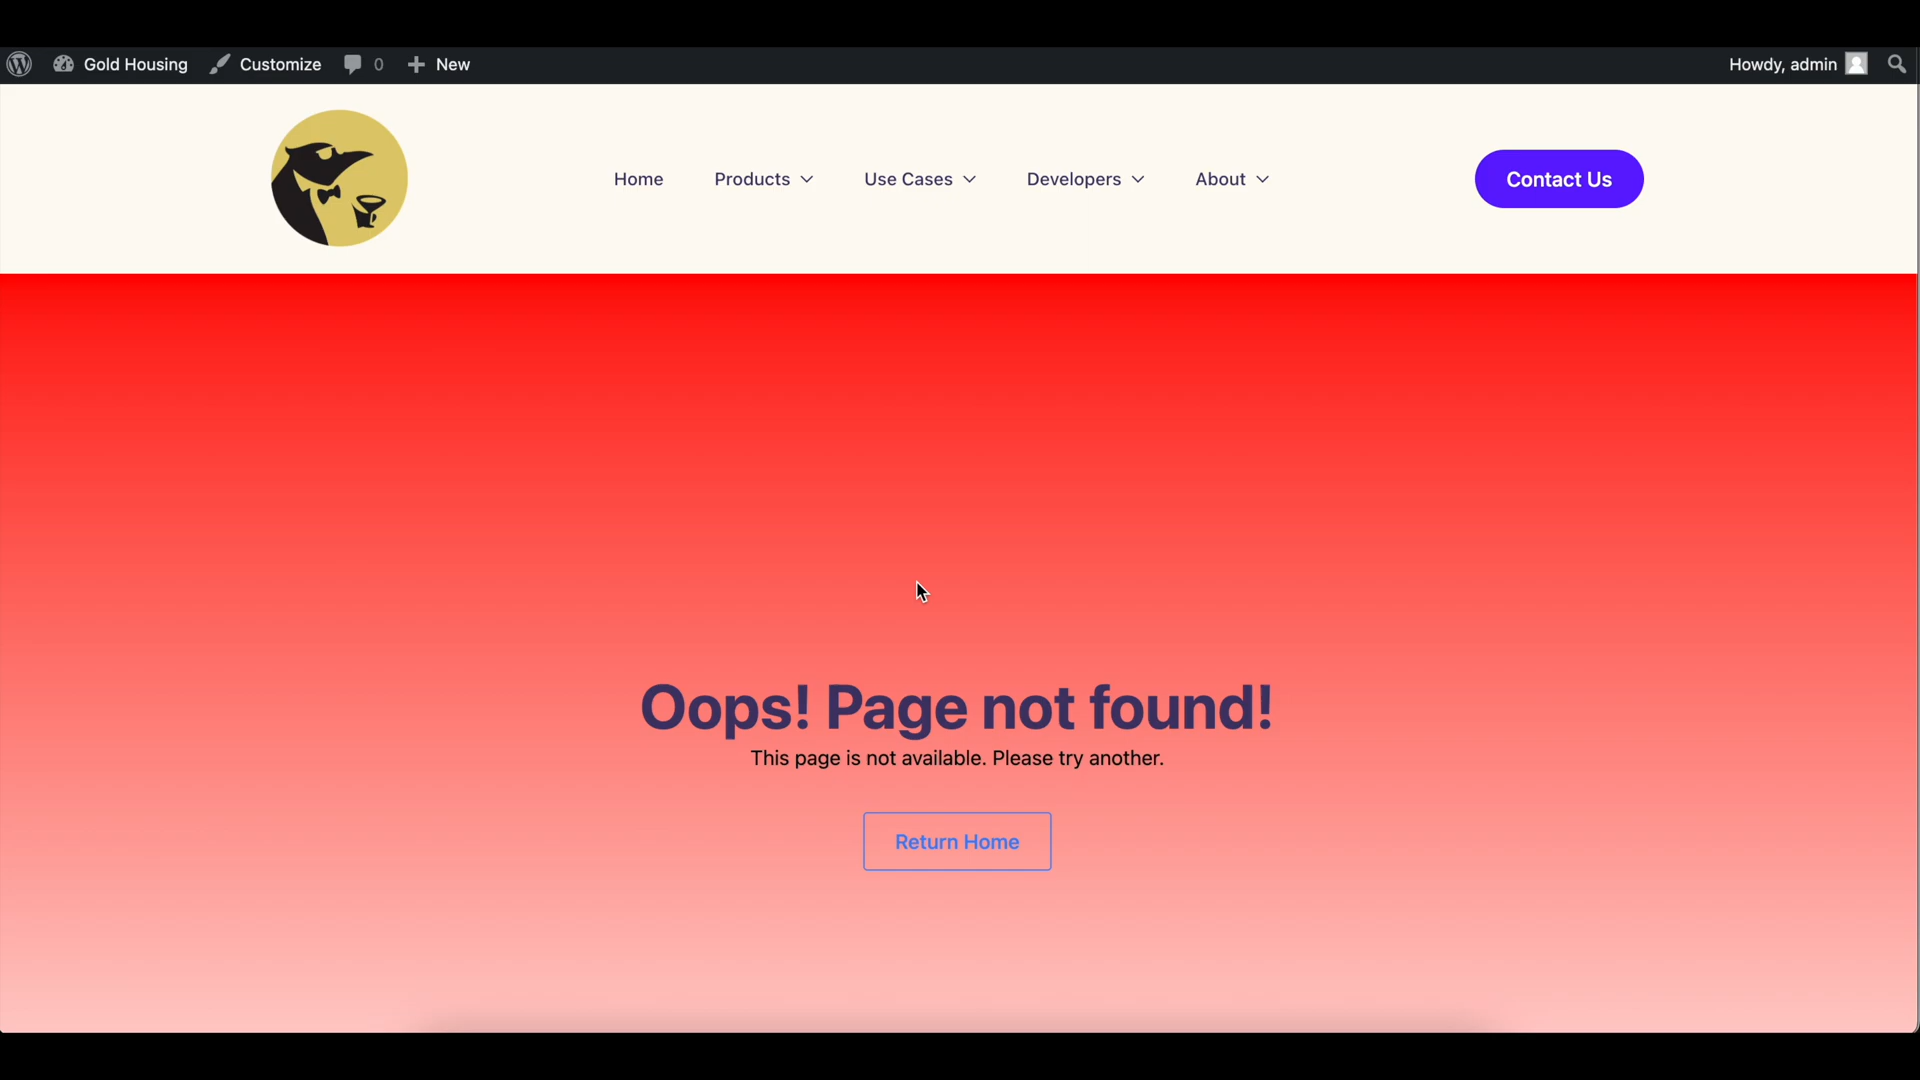 Gold Housing Customize 0 New Howdy, admin
Home Products Use Cases Developers About Contact Us
Oops! Page not found!
This page is not available. Please try another.
Return Home